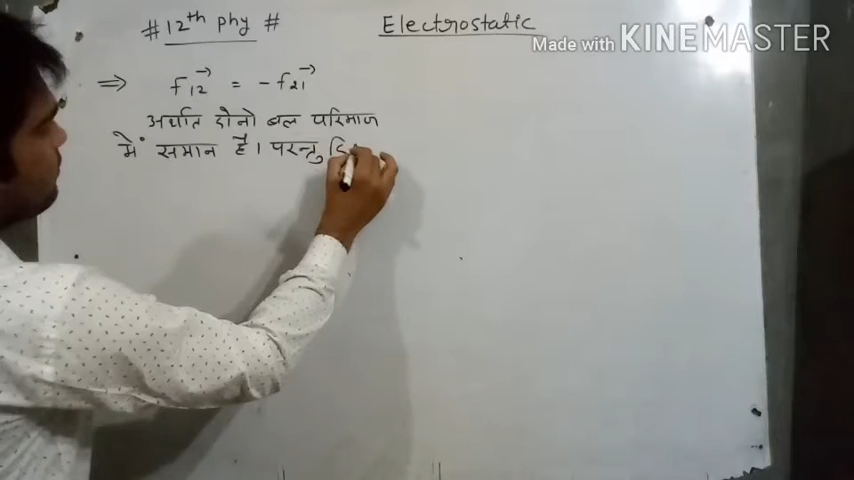 # 12th phy #
Electrostatic
Made with KINEMASTER
⇒ f₁₂→ = - f₂₁→
अर्थात दोनो बल परिमाण
में समान है। परन्तु